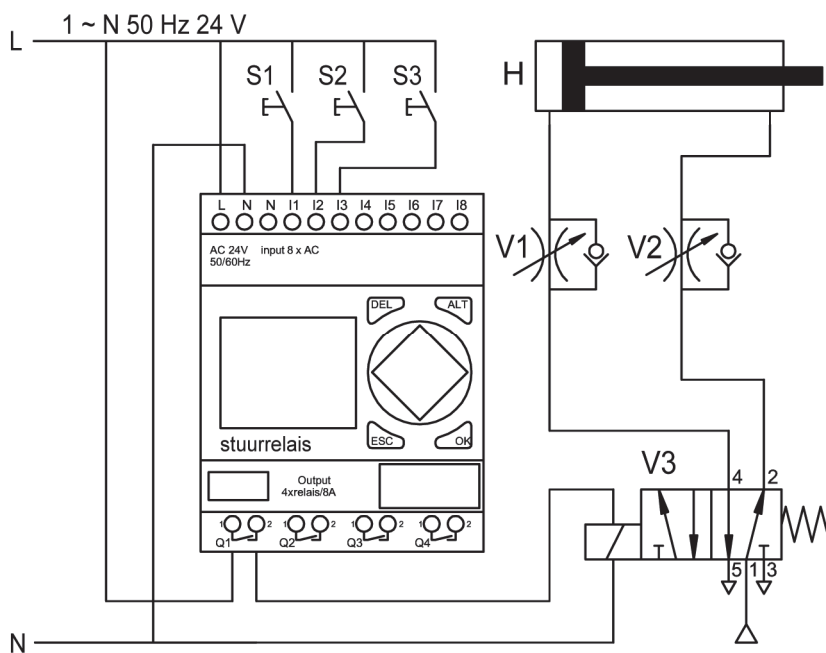 1 ~ N 50 Hz 24 V
L
S1 S2 S3
H
L N N I1 I2 I3 I4 I5 I6 I7 I8
AC 24V input 8 x AC
50/60Hz
V1 V2
DEL ALT
ESC OK
stuurrelais
V3
4 2
Output
4xrelais/8A
1 2 1 2 1 2 1 2
Q1 Q2 Q3 Q4
5 1 3
N